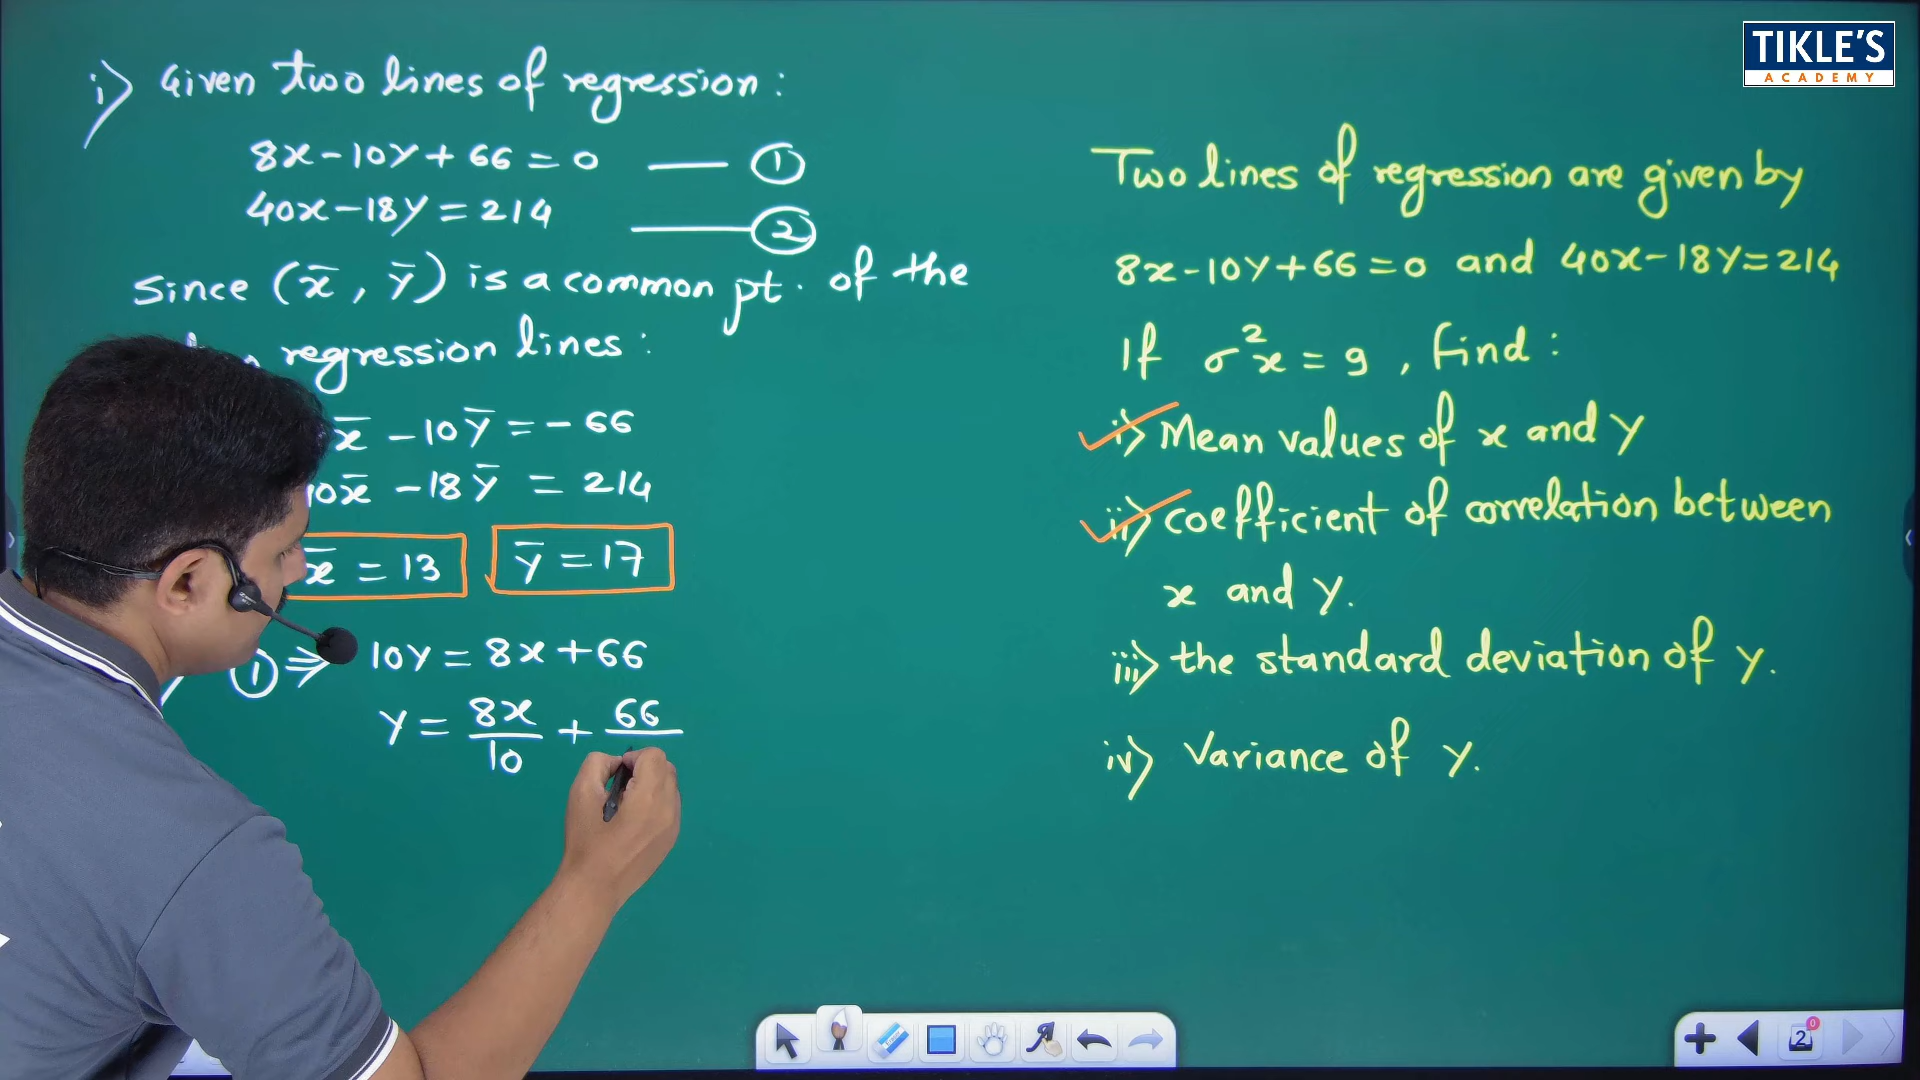 TIKLE'S
ACADEMY
i) Given two lines of regression:
8x-10y+66=0 ① 
40x-18y=214 ②
Since (x̄, ȳ) is a common pt. of the
regression lines:
x̄ -10ȳ = -66
0x̄ -18ȳ = 214
x̄ = 13 ȳ = 17
① ⇒ 10y = 8x+66
y = 8x/10 + 66
Two lines of regression are given by
8x-10y+66=0 and 40x-18y=214
If σ²x = 9, find:
i) Mean values of x and y
ii) coefficient of correlation between
x and y.
iii) the standard deviation of y.
iv) Variance of y.
2
0